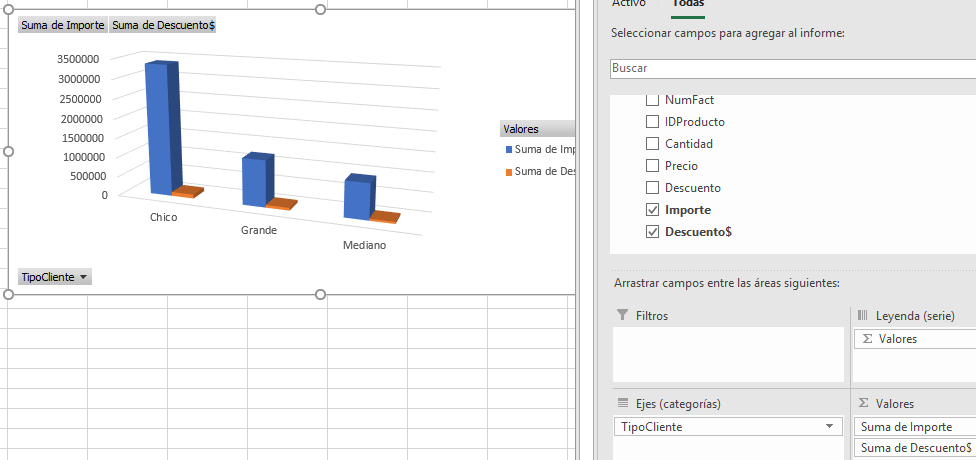 Suma de Importe Suma de Descuento$
3500000
3000000
2500000
2000000
1500000
1000000
500000
0
Chico
Grande
Mediano
Valores
Suma de Imp
Suma de Des
TipoCliente
Activo Todas
Seleccionar campos para agregar al informe:
Buscar
NumFact
IDProducto
Cantidad
Precio
Descuento
Importe
Descuento$
Arrastrar campos entre las áreas siguientes:
Filtros
Leyenda (serie)
Σ Valores
Ejes (categorías)
Σ Valores
TipoCliente
Suma de Importe
Suma de Descuento$